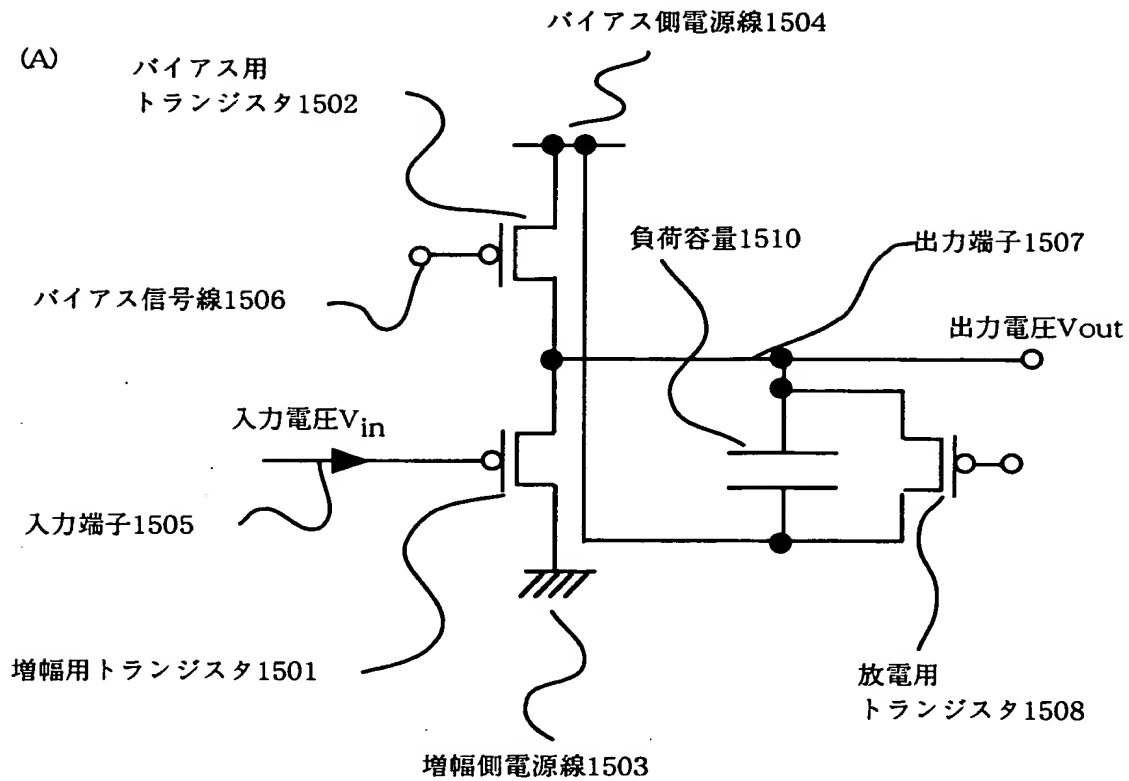 バイアス側電源線1504
(A)
バイアス用
トランジスタ1502
負荷容量1510
出力端子1507
バイアス信号線1506
出力電圧Vout
入力電圧Vin
入力端子1505
増幅用トランジスタ1501
放電用
トランジスタ1508
増幅側電源線1503